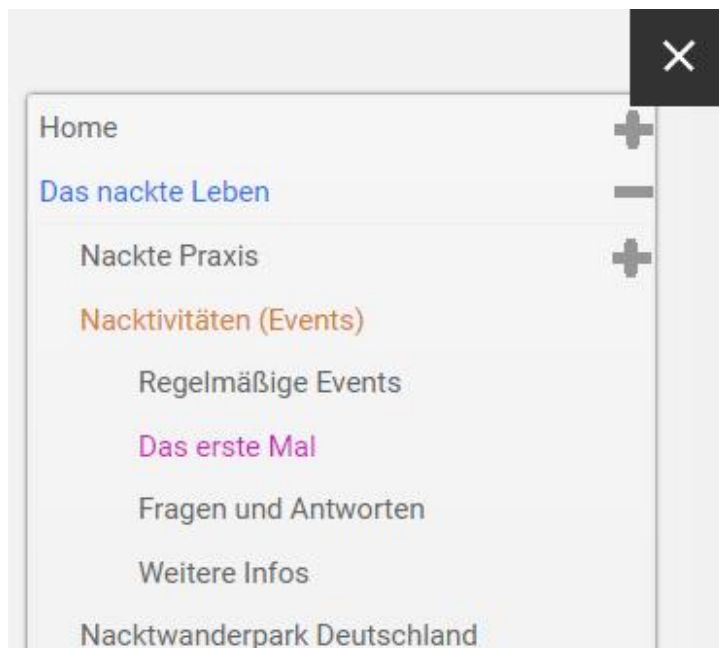 Home
Das nackte Leben
Nackte Praxis
Nacktivitäten (Events)
Regelmäßige Events
Das erste Mal
Fragen und Antworten
Weitere Infos
Nacktwanderpark Deutschland